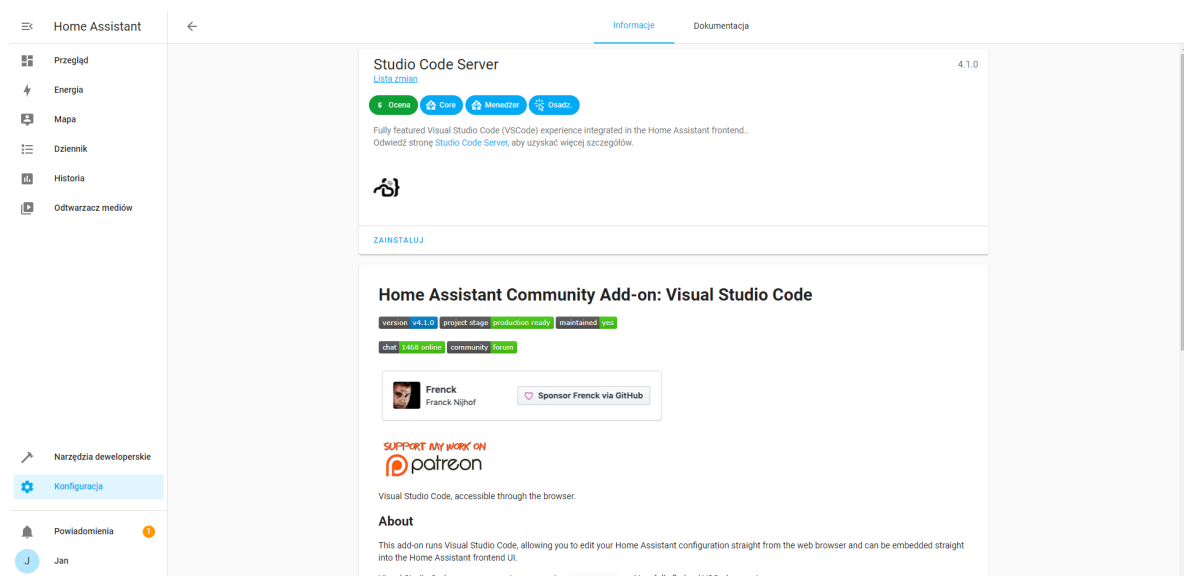 Home Assistant
Informacje
Dokumentacja
Przegląd
Energia
Mapa
Dziennik
Historia
Odtwarzacz mediów
Narzędzia deweloperskie
Konfiguracja
Powiadomienia
1
J
Jan
Studio Code Server
4.1.0
Lista zmian
6 Ocena
Core
Menedżer
Osadz.
Fully featured Visual Studio Code (VSCode) experience integrated in the Home Assistant frontend..
Odwiedź stronę Studio Code Server, aby uzyskać więcej szczegółów.
ZAINSTALUJ
Home Assistant Community Add-on: Visual Studio Code
version v4.1.0 project stage production ready maintained yes
chat 1468 online community forum
Frenck
Franck Nijhof
Sponsor Frenck via GitHub
SUPPORT MY WORK ON
patreon
Visual Studio Code, accessible through the browser.
About
This add-on runs Visual Studio Code, allowing you to edit your Home Assistant configuration straight from the web browser and can be embedded straight
into the Home Assistant frontend UI.